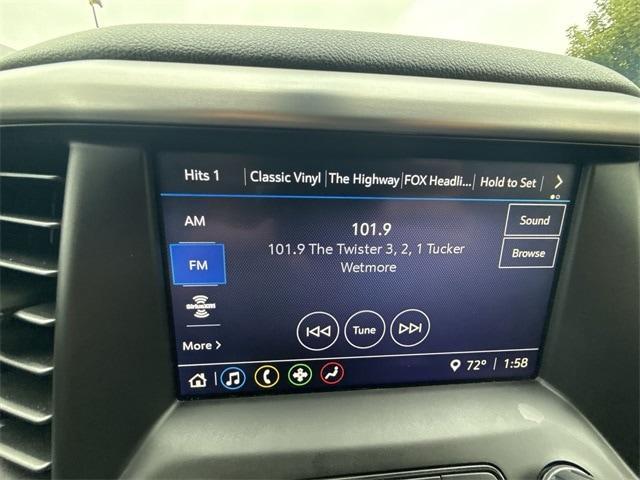 Hits 1 Classic Vinyl The Highway FOX Headli... Hold to Set
AM
FM
SiriusXM
More >
101.9
101.9 The Twister 3, 2, 1 Tucker
Wetmore
Sound
Browse
Tune
72° 1:58